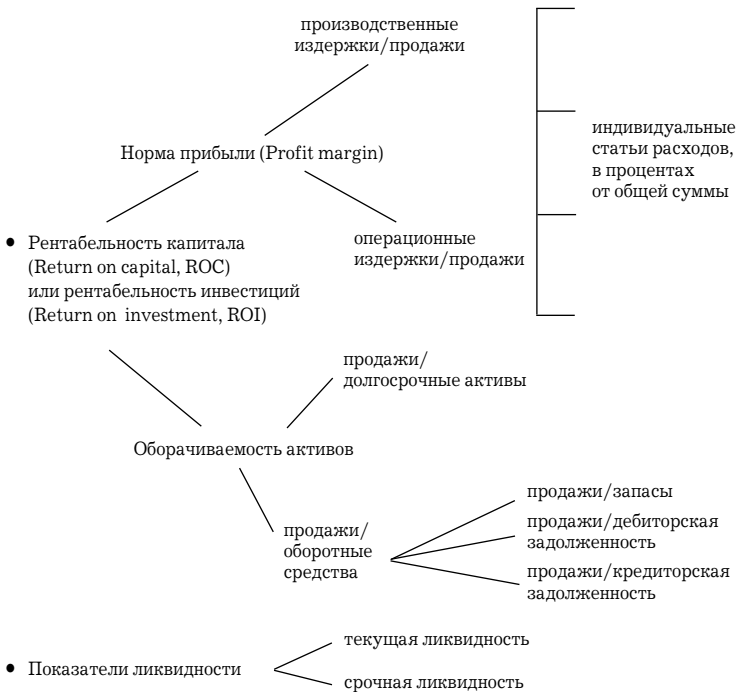 производственные
издержки/продажи
индивидуальные
статьи расходов,
в процентах
от общей суммы
Норма прибыли (Profit margin)
• Рентабельность капитала
(Return on capital, ROC)
или рентабельность инвестиций
(Return on investment, ROI)
операционные
издержки/продажи
продажи/
долгосрочные активы
Оборачиваемость активов
продажи/
оборотные
средства
продажи/запасы
продажи/дебиторская
задолженность
продажи/кредиторская
задолженность
• Показатели ликвидности
текущая ликвидность
срочная ликвидность